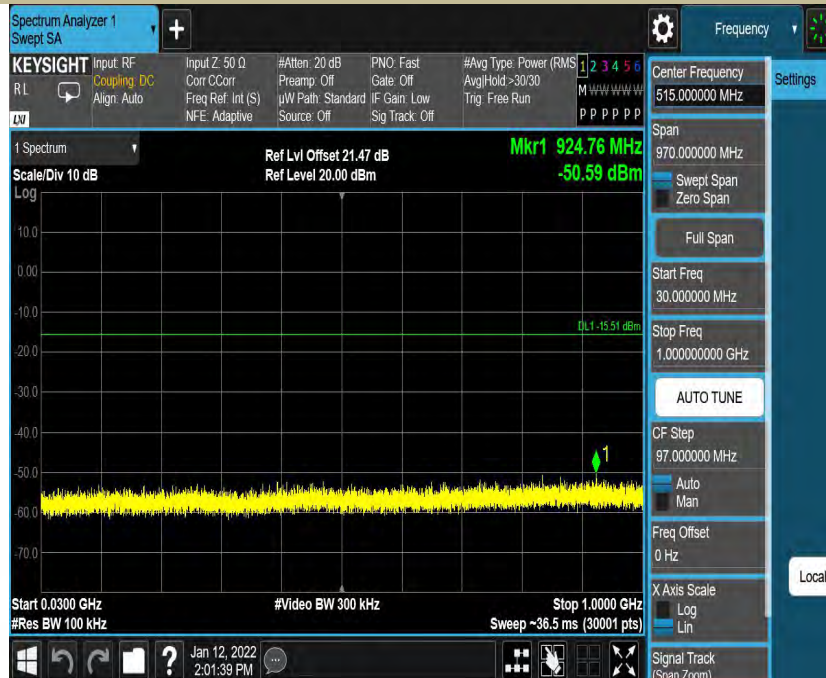 Spectrum Analyzer 1
Swept SA
+
Frequency
KEYSIGHT
RL
LXI
Input: RF
Coupling: DC
Align: Auto
Input Z: 50 Ω
Corr CCorr
Freq Ref: Int (S)
NFE: Adaptive
#Atten: 20 dB
Preamp: Off
µW Path: Standard
Source: Off
PNO: Fast
Gate: Off
IF Gain: Low
Sig Track: Off
#Avg Type: Power (RMS
Avg|Hold:>30/30
Trig: Free Run
1 2 3 4 5 6
M W W W W W
P P P P P P
1 Spectrum
Scale/Div 10 dB
Ref Lvl Offset 21.47 dB
Ref Level 20.00 dBm
Mkr1 924.76 MHz
-50.59 dBm
Log
10.0
0.00
-10.0
-20.0
-30.0
-40.0
-50.0
-60.0
-70.0
DL1 -15.51 dBm
1
Start 0.0300 GHz
#Res BW 100 kHz
#Video BW 300 kHz
Stop 1.0000 GHz
Sweep ~36.5 ms (30001 pts)
?
Jan 12, 2022
2:01:39 PM
Center Frequency
515.000000 MHz
Span
970.000000 MHz
Swept Span
Zero Span
Full Span
Start Freq
30.000000 MHz
Stop Freq
1.000000000 GHz
AUTO TUNE
CF Step
97.000000 MHz
Auto
Man
Freq Offset
0 Hz
X Axis Scale
Log
Lin
Signal Track
(Span Zoom)
Settings
Local